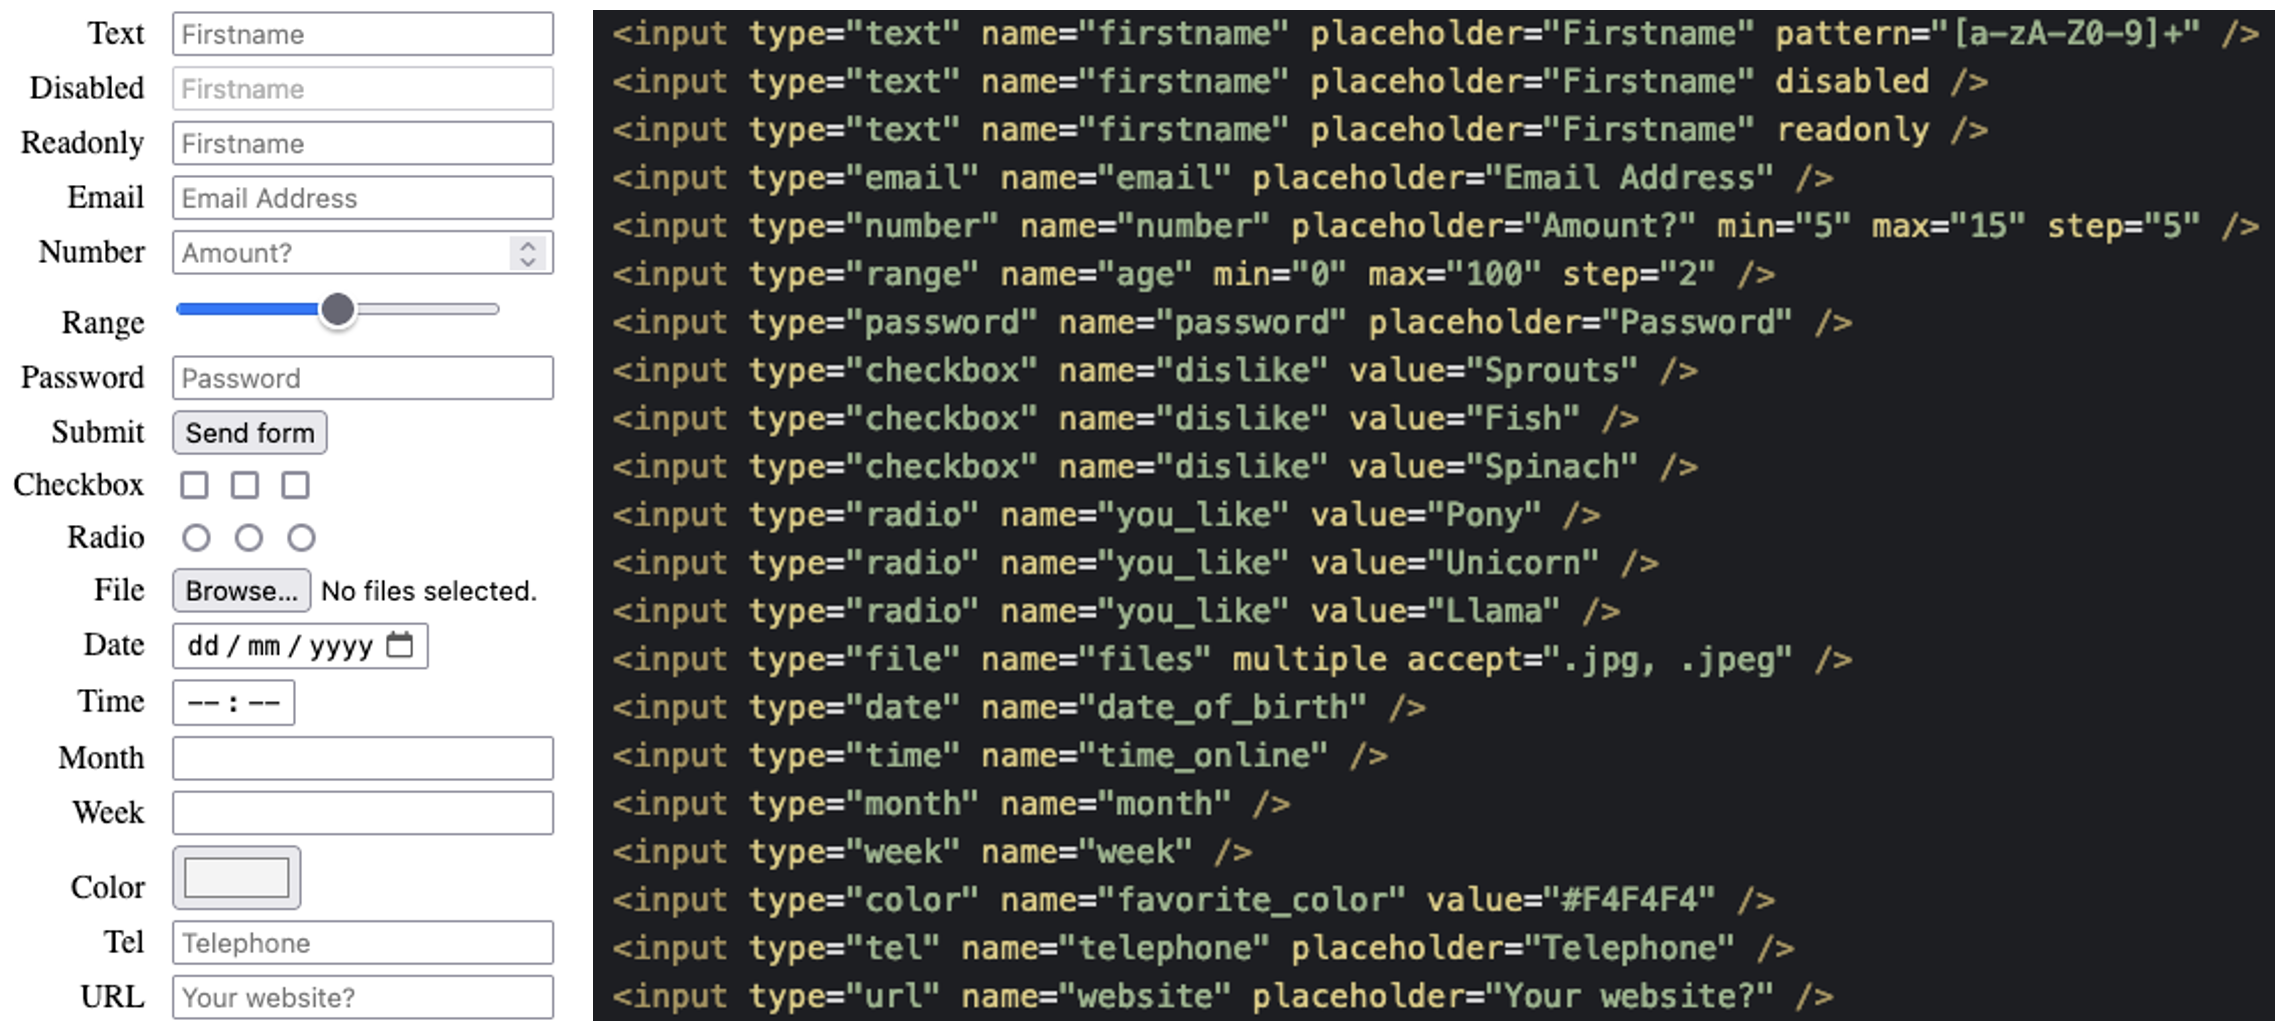 Text Firstname
Disabled Firstname
Readonly Firstname
Email Email Address
Number Amount?
Range
Password Password
Submit Send form
Checkbox
Radio
File Browse... No files selected.
Date dd / mm / yyyy
Time -- : --
Month
Week
Color
Tel Telephone
URL Your website?
<input type="text" name="firstname" placeholder="Firstname" pattern="[a-zA-Z0-9]+" />
<input type="text" name="firstname" placeholder="Firstname" disabled />
<input type="text" name="firstname" placeholder="Firstname" readonly />
<input type="email" name="email" placeholder="Email Address" />
<input type="number" name="number" placeholder="Amount?" min="5" max="15" step="5" />
<input type="range" name="age" min="0" max="100" step="2" />
<input type="password" name="password" placeholder="Password" />
<input type="checkbox" name="dislike" value="Sprouts" />
<input type="checkbox" name="dislike" value="Fish" />
<input type="checkbox" name="dislike" value="Spinach" />
<input type="radio" name="you_like" value="Pony" />
<input type="radio" name="you_like" value="Unicorn" />
<input type="radio" name="you_like" value="Llama" />
<input type="file" name="files" multiple accept=".jpg, .jpeg" />
<input type="date" name="date_of_birth" />
<input type="time" name="time_online" />
<input type="month" name="month" />
<input type="week" name="week" />
<input type="color" name="favorite_color" value="#F4F4F4" />
<input type="tel" name="telephone" placeholder="Telephone" />
<input type="url" name="website" placeholder="Your website?" />